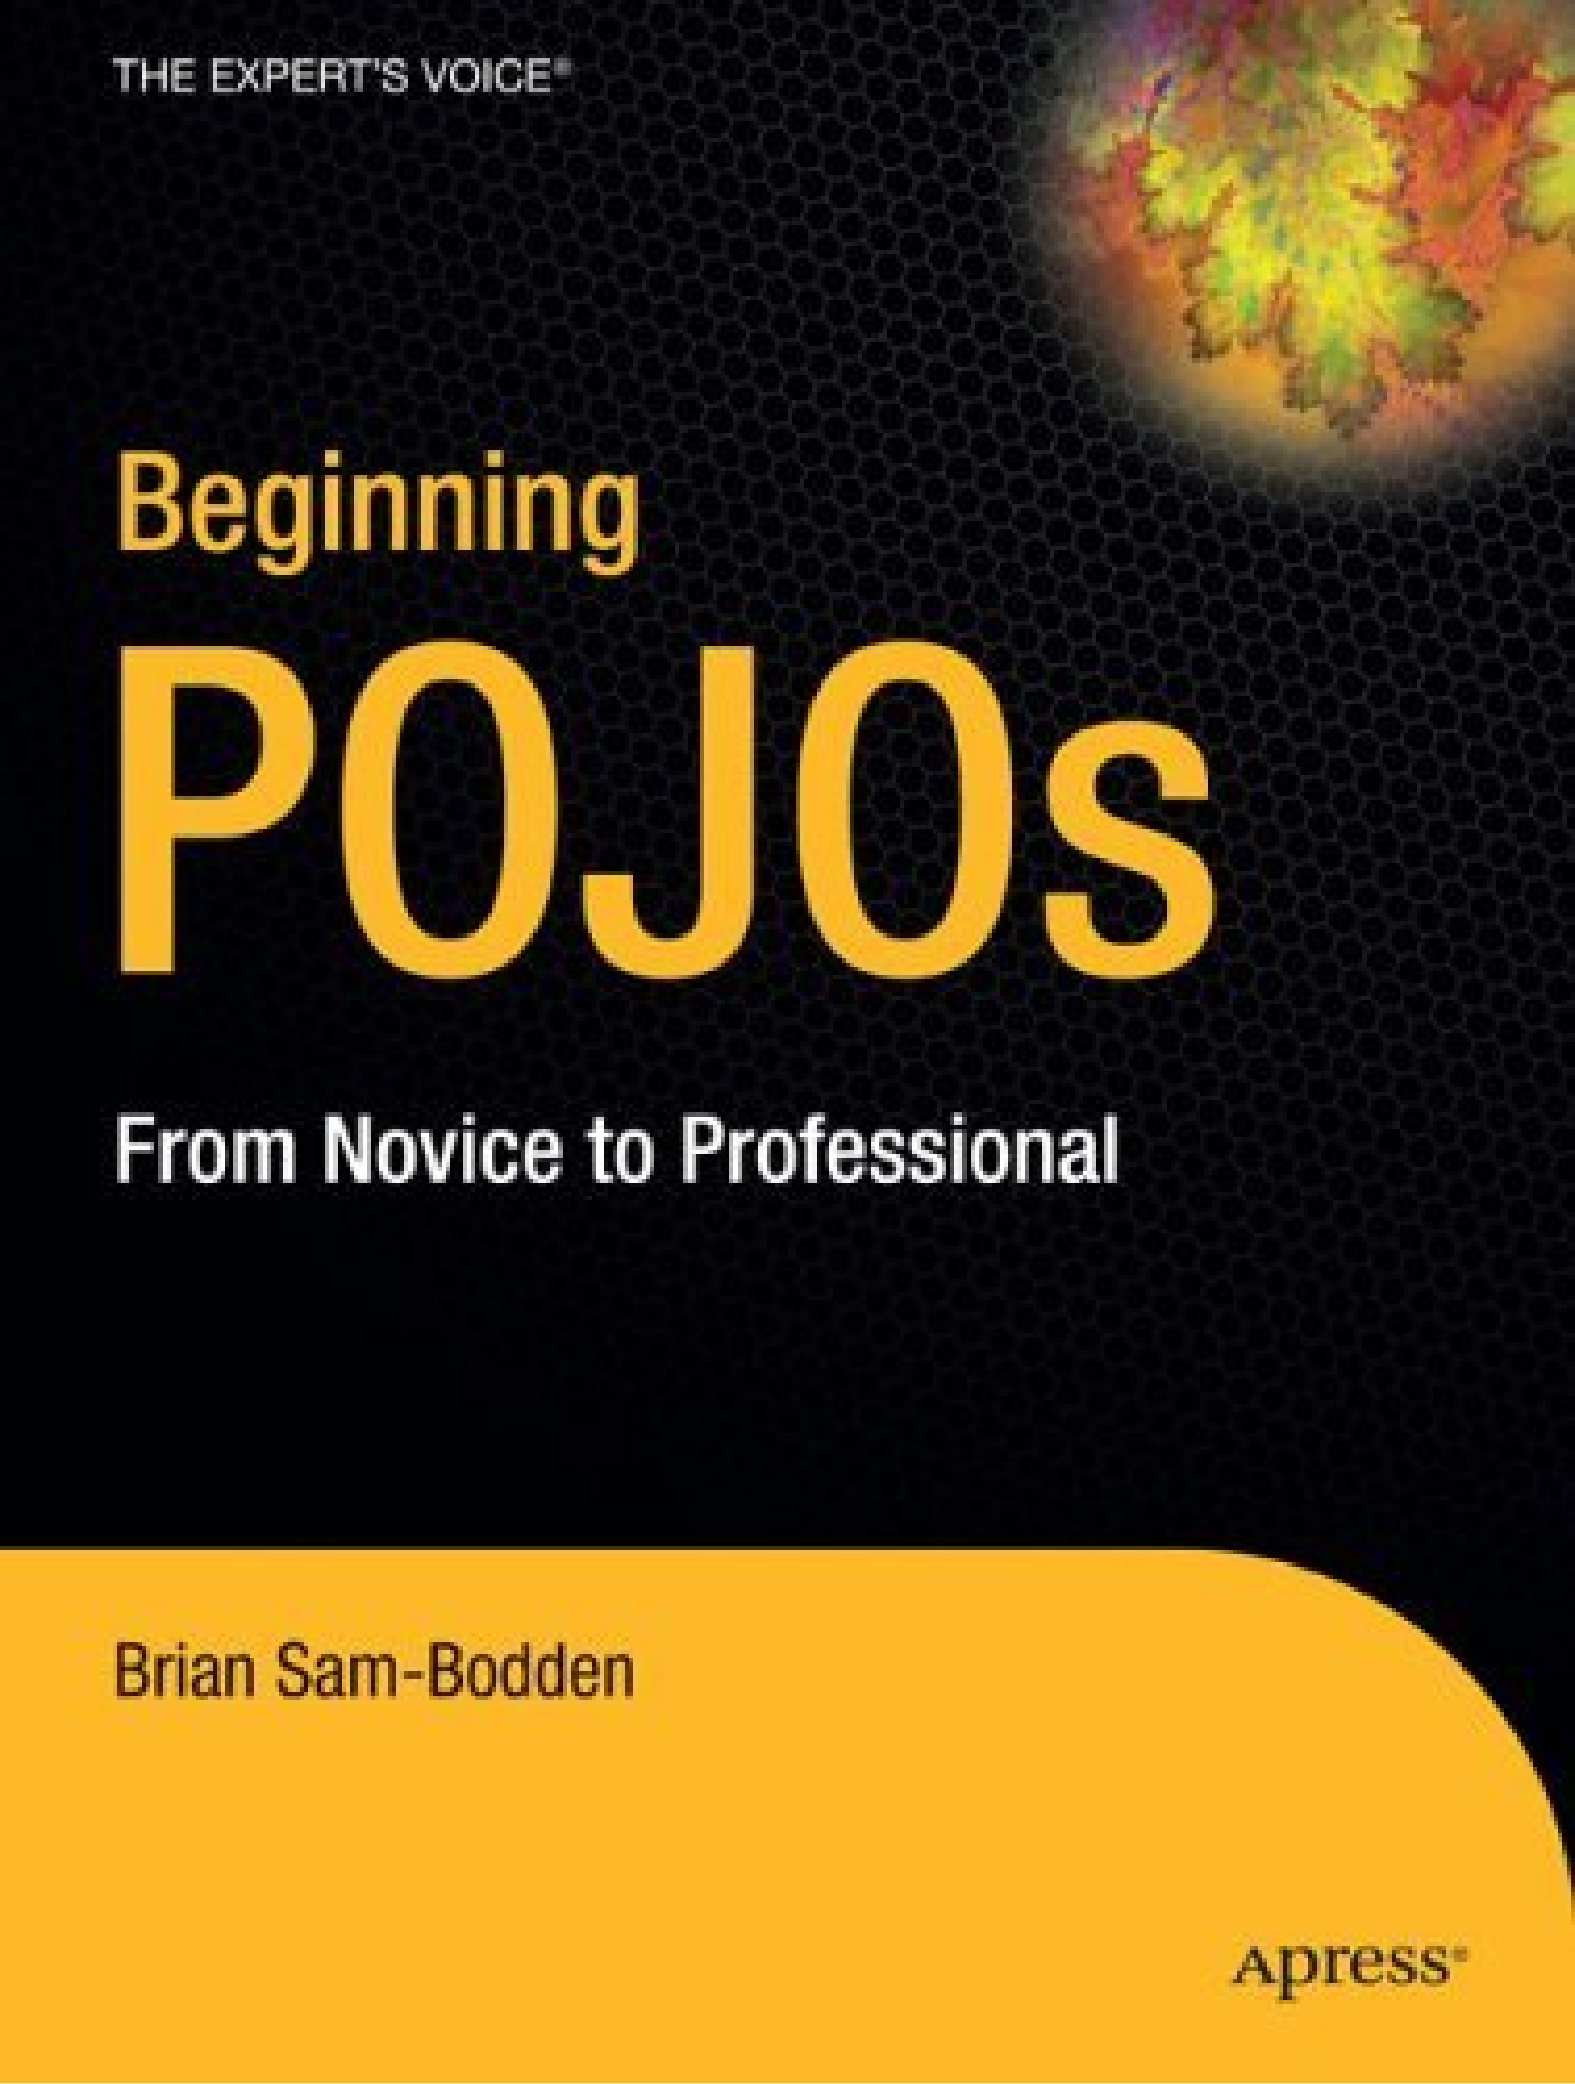 THE EXPERT'S VOICE®
Beginning
POJOs
From Novice to Professional
Brian Sam-Bodden
Apress®